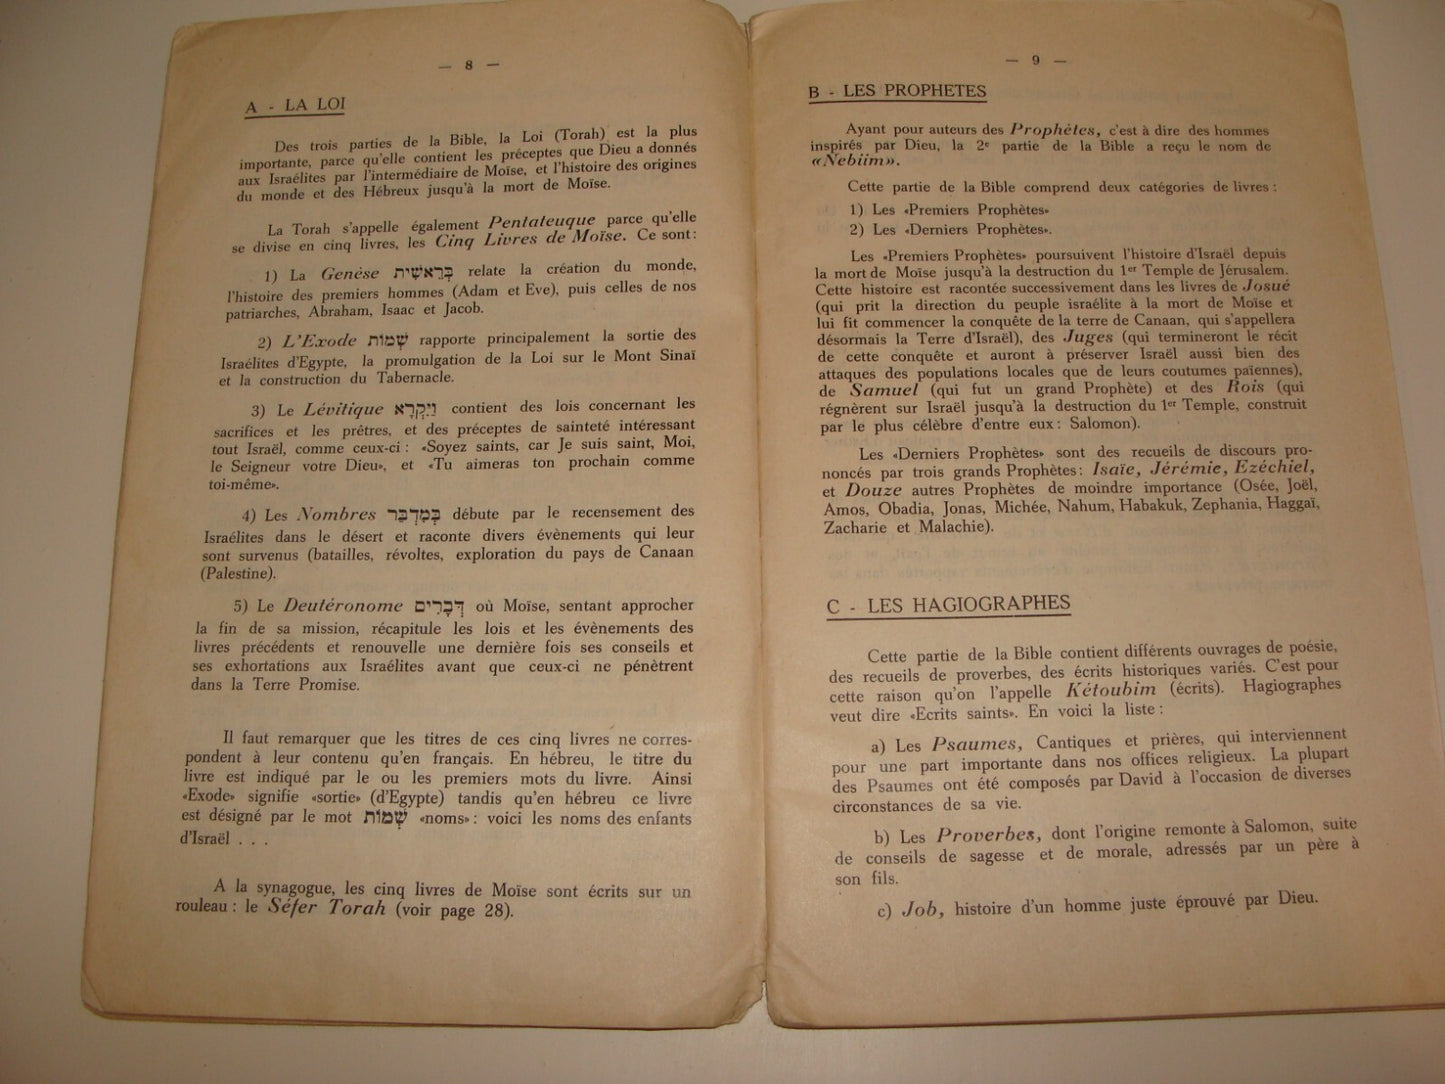 — 8 —
A - LA LOI
Des trois parties de la Bible, la Loi (Torah) est la plus
importante, parce qu'elle contient les préceptes que Dieu a donnés
aux Israélites par l'intermédiaire de Moïse, et l'histoire des origines
du monde et des Hébreux jusqu'à la mort de Moïse.
La Torah s'appelle également Pentateuque parce qu'elle
se divise en cinq livres, les Cinq Livres de Moïse. Ce sont:
1) La Genèse בְּרֵאשִׁית relate la création du monde,
l'histoire des premiers hommes (Adam et Eve), puis celles de nos
patriarches, Abraham, Isaac et Jacob.
2) L'Exode שְׁמוֹת rapporte principalement la sortie des
Israélites d'Egypte, la promulgation de la Loi sur le Mont Sinaï
et la construction du Tabernacle.
3) Le Lévitique וַיִּקְרָא contient des lois concernant les
sacrifices et les prêtres, et des préceptes de sainteté intéressant
tout Israël, comme ceux-ci : «Soyez saints, car Je suis saint, Moi,
le Seigneur votre Dieu», et «Tu aimeras ton prochain comme
toi-même».
4) Les Nombres בְּמִדְבַּר débute par le recensement des
Israélites dans le désert et raconte divers évènements qui leur
sont survenus (batailles, révoltes, exploration du pays de Canaan
(Palestine).
5) Le Deutéronome דְּבָרִים où Moïse, sentant approcher
la fin de sa mission, récapitule les lois et les évènements des
livres précédents et renouvelle une dernière fois ses conseils et
ses exhortations aux Israélites avant que ceux-ci ne pénètrent
dans la Terre Promise.
Il faut remarquer que les titres de ces cinq livres ne corres-
pondent à leur contenu qu'en français. En hébreu, le titre du
livre est indiqué par le ou les premiers mots du livre. Ainsi
«Exode» signifie «sortie» (d'Egypte) tandis qu'en hébreu ce livre
est désigné par le mot שְׁמוֹת «noms»: voici les noms des enfants
d'Israël . . .
A la synagogue, les cinq livres de Moïse sont écrits sur un
rouleau : le Séfer Torah (voir page 28).
— 9 —
B - LES PROPHETES
Ayant pour auteurs des Prophètes, c'est à dire des hommes
inspirés par Dieu, la 2e partie de la Bible a reçu le nom de
«Nebiim».
Cette partie de la Bible comprend deux catégories de livres :
1) Les «Premiers Prophètes»
2) Les «Derniers Prophètes».
Les «Premiers Prophètes» poursuivent l'histoire d'Israël depuis
la mort de Moïse jusqu'à la destruction du 1er Temple de Jérusalem.
Cette histoire est racontée successivement dans les livres de Josué
(qui prit la direction du peuple israélite à la mort de Moïse et
lui fit commencer la conquête de la terre de Canaan, qui s'appellera
désormais la Terre d'Israël), des Juges (qui termineront le récit
de cette conquête et auront à préserver Israël aussi bien des
attaques des populations locales que de leurs coutumes païennes),
de Samuel (qui fut un grand Prophète) et des Rois (qui
régnèrent sur Israël jusqu'à la destruction du 1er Temple, construit
par le plus célèbre d'entre eux : Salomon).
Les «Derniers Prophètes» sont des recueils de discours pro-
noncés par trois grands Prophètes : Isaïe, Jérémie, Ezéchiel,
et Douze autres Prophètes de moindre importance (Osée, Joël,
Amos, Obadia, Jonas, Michée, Nahum, Habakuk, Zephania, Haggaï,
Zacharie et Malachie).
C - LES HAGIOGRAPHES
Cette partie de la Bible contient différents ouvrages de poésie,
des recueils de proverbes, des écrits historiques variés. C'est pour
cette raison qu'on l'appelle Kétoubim (écrits). Hagiographes
veut dire «Ecrits saints». En voici la liste :
a) Les Psaumes, Cantiques et prières, qui interviennent
pour une part importante dans nos offices religieux. La plupart
des Psaumes ont été composés par David à l'occasion de diverses
circonstances de sa vie.
b) Les Proverbes, dont l'origine remonte à Salomon, suite
de conseils de sagesse et de morale, adressés par un père à
son fils.
c) Job, histoire d'un homme juste éprouvé par Dieu.